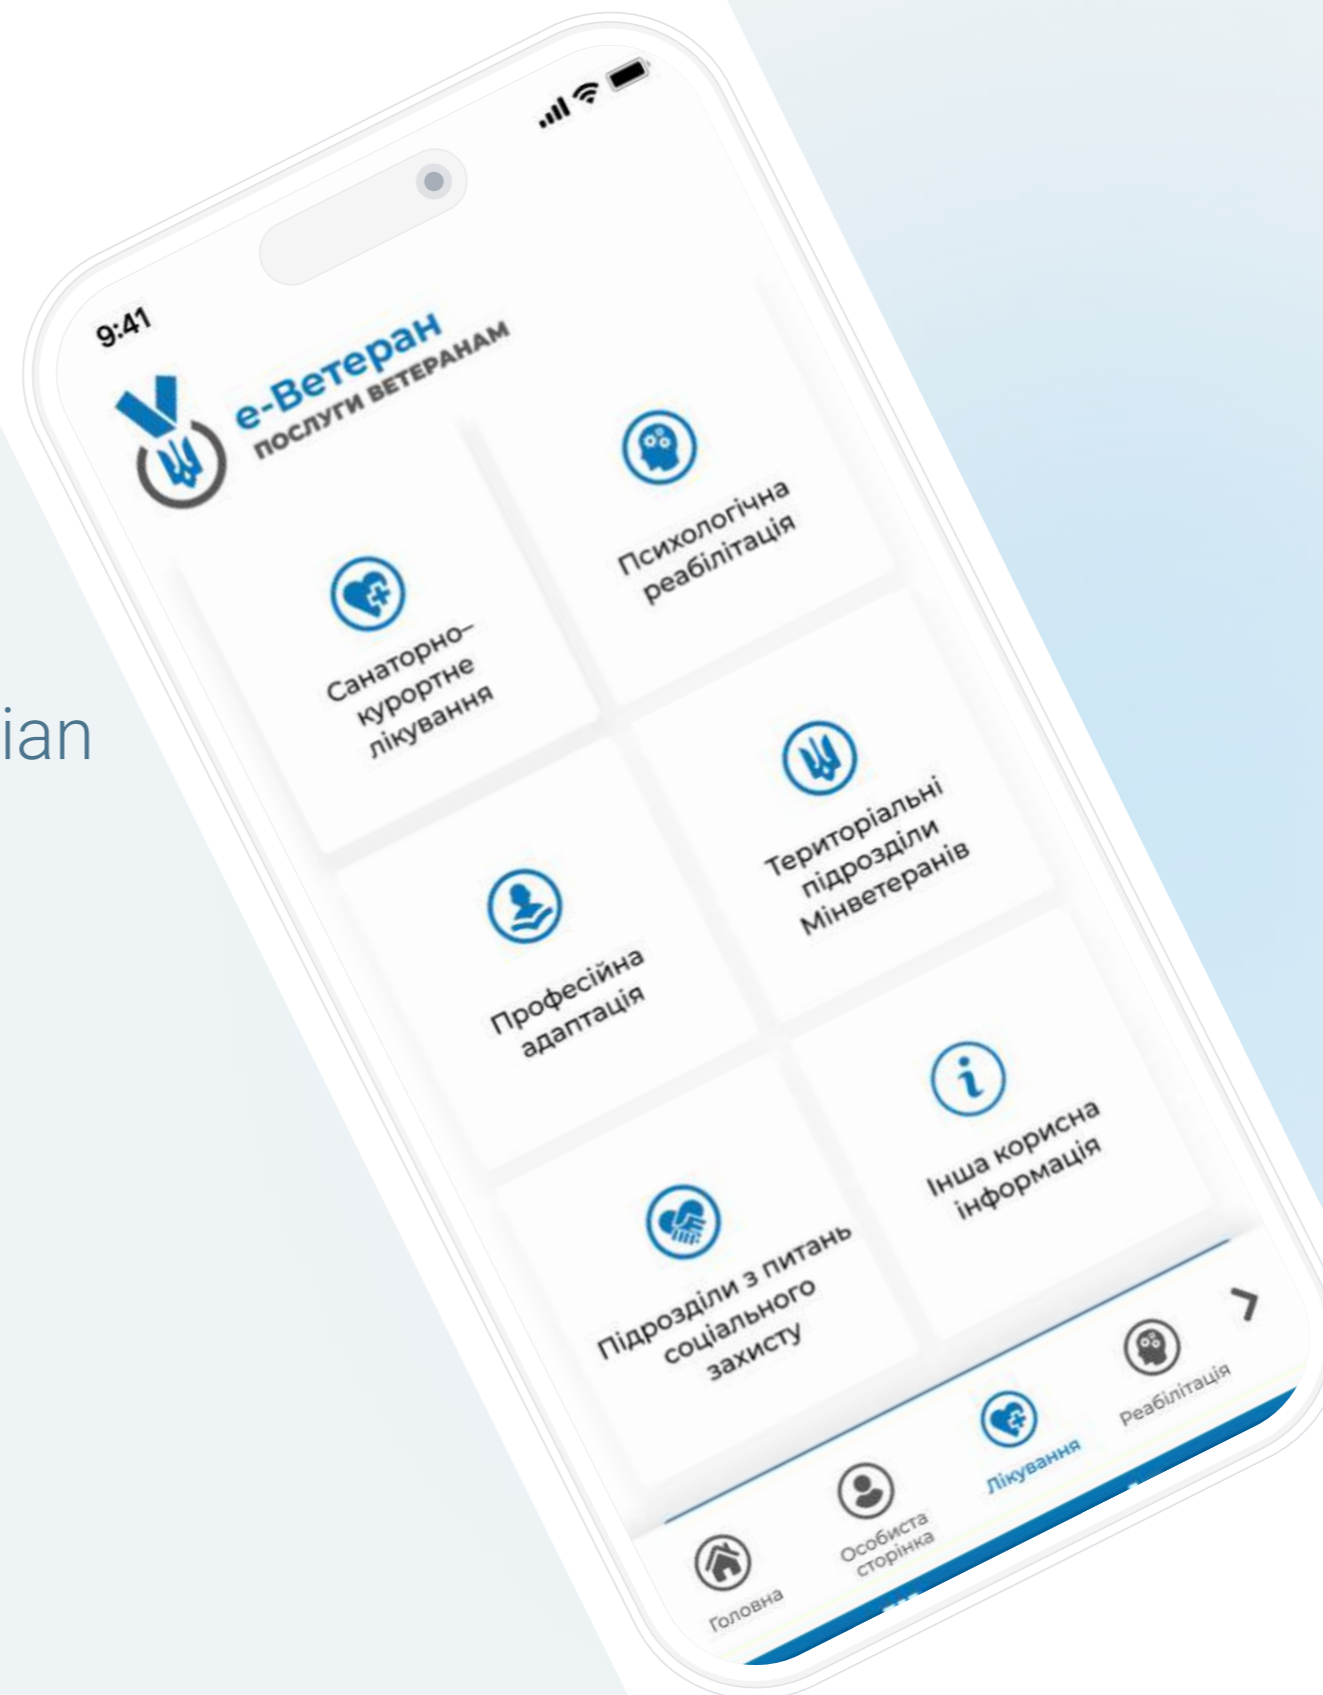 ian
9:41
е-Ветеран
ПОСЛУГИ ВЕТЕРАНАМ
Санаторно–
курортне
лікування
Психологічна
реабілітація
Професійна
адаптація
Територіальні
підрозділи
Мінветеранів
Підрозділи з питань
соціального
захисту
Інша корисна
інформація
Головна
Особиста
сторінка
Лікування
Реабілітація